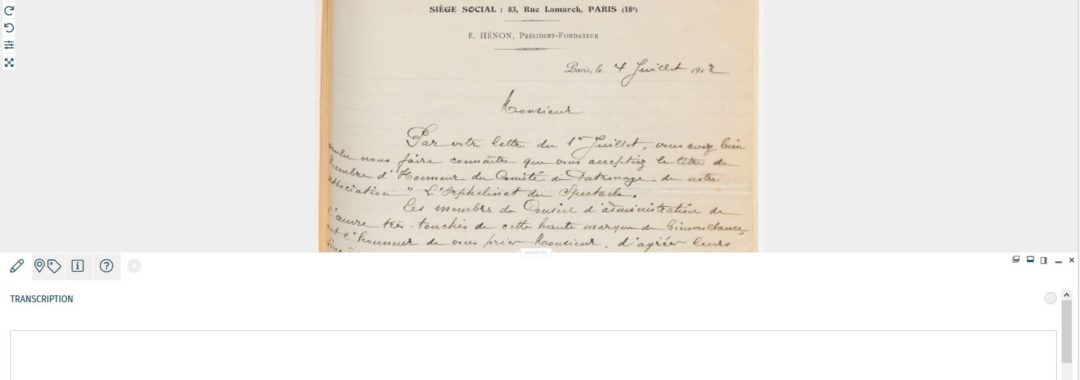 SIÈGE SOCIAL : 53, Rue Lamarck, PARIS (18e)
E. HÉNON, Président-Fondateur
Paris, le 4 Juillet 1912
Monsieur
Par votre lettre du 1er Juillet, vous avez bien
voulu nous faire connaître que vous acceptiez le titre de
Membre d'Honneur du Comité de Patronage de notre
association "L'Orphelinat du Spectacle.
Les membres du Conseil d'administration de
l'œuvre très touchés de cette haute marque de bienveillance,
ont l'honneur de vous prier Monsieur, d'agréer leurs
TRANSCRIPTION